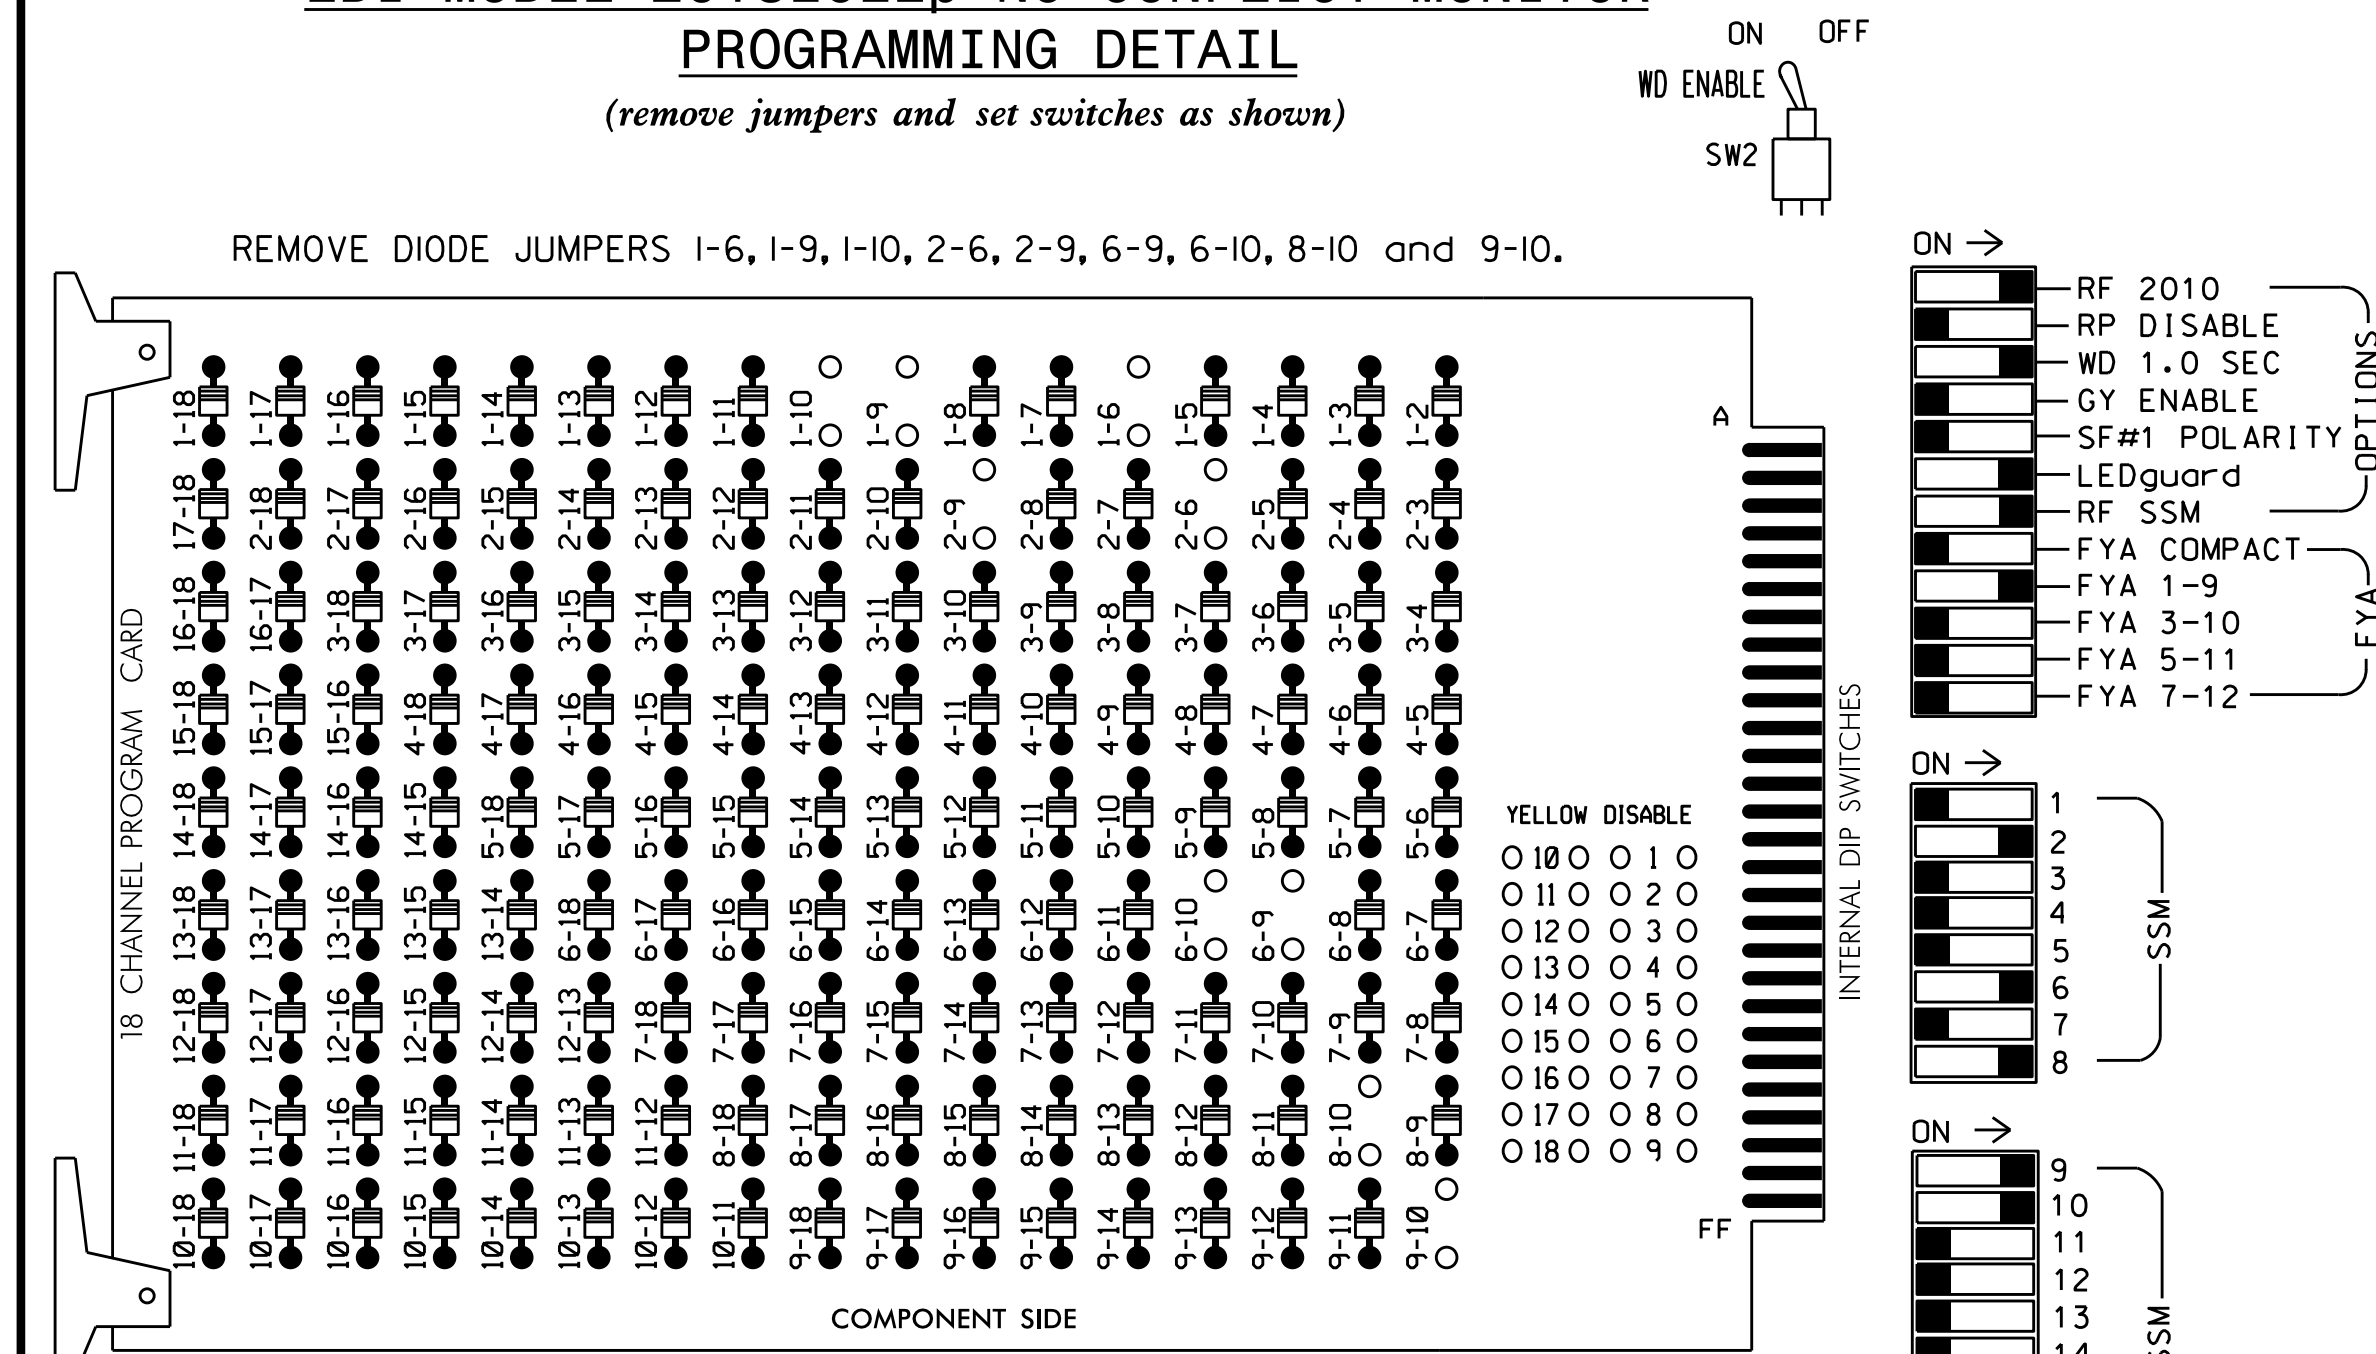 PROGRAMMING DETAIL
(remove jumpers and set switches as shown)
ON OFF
WD ENABLE
SW2
REMOVE DIODE JUMPERS 1-6, 1-9, 1-10, 2-6, 2-9, 6-9, 6-10, 8-10 and 9-10.
18 CHANNEL PROGRAM CARD
1-18 1-17 1-16 1-15 1-14 1-13 1-12 1-11 1-10 1-9 1-8 1-7 1-6 1-5 1-4 1-3 1-2
17-18 2-18 2-17 2-16 2-15 2-14 2-13 2-12 2-11 2-10 2-9 2-8 2-7 2-6 2-5 2-4 2-3
16-18 16-17 3-18 3-17 3-16 3-15 3-14 3-13 3-12 3-11 3-10 3-9 3-8 3-7 3-6 3-5 3-4
15-18 15-17 15-16 4-18 4-17 4-16 4-15 4-14 4-13 4-12 4-11 4-10 4-9 4-8 4-7 4-6 4-5
14-18 14-17 14-16 14-15 5-18 5-17 5-16 5-15 5-14 5-13 5-12 5-11 5-10 5-9 5-8 5-7 5-6
13-18 13-17 13-16 13-15 13-14 6-18 6-17 6-16 6-15 6-14 6-13 6-12 6-11 6-10 6-9 6-8 6-7
12-18 12-17 12-16 12-15 12-14 12-13 7-18 7-17 7-16 7-15 7-14 7-13 7-12 7-11 7-10 7-9 7-8
11-18 11-17 11-16 11-15 11-14 11-13 11-12 8-18 8-17 8-16 8-15 8-14 8-13 8-12 8-11 8-10 8-9
10-18 10-17 10-16 10-15 10-14 10-13 10-12 10-11 9-18 9-17 9-16 9-15 9-14 9-13 9-12 9-11 9-10
COMPONENT SIDE
A
FF
YELLOW DISABLE
10 1
11 2
12 3
13 4
14 5
15 6
16 7
17 8
18 9
INTERNAL DIP SWITCHES
ON
RF 2010
RP DISABLE
WD 1.0 SEC
GY ENABLE
SF#1 POLARITY
LEDguard
RF SSM
OPTIONS
FYA COMPACT
FYA 1-9
FYA 3-10
FYA 5-11
FYA 7-12
FYA
ON
1
2
3
4
5
6
7
8
SSM
ON
9
10
11
12
13
14
SSM